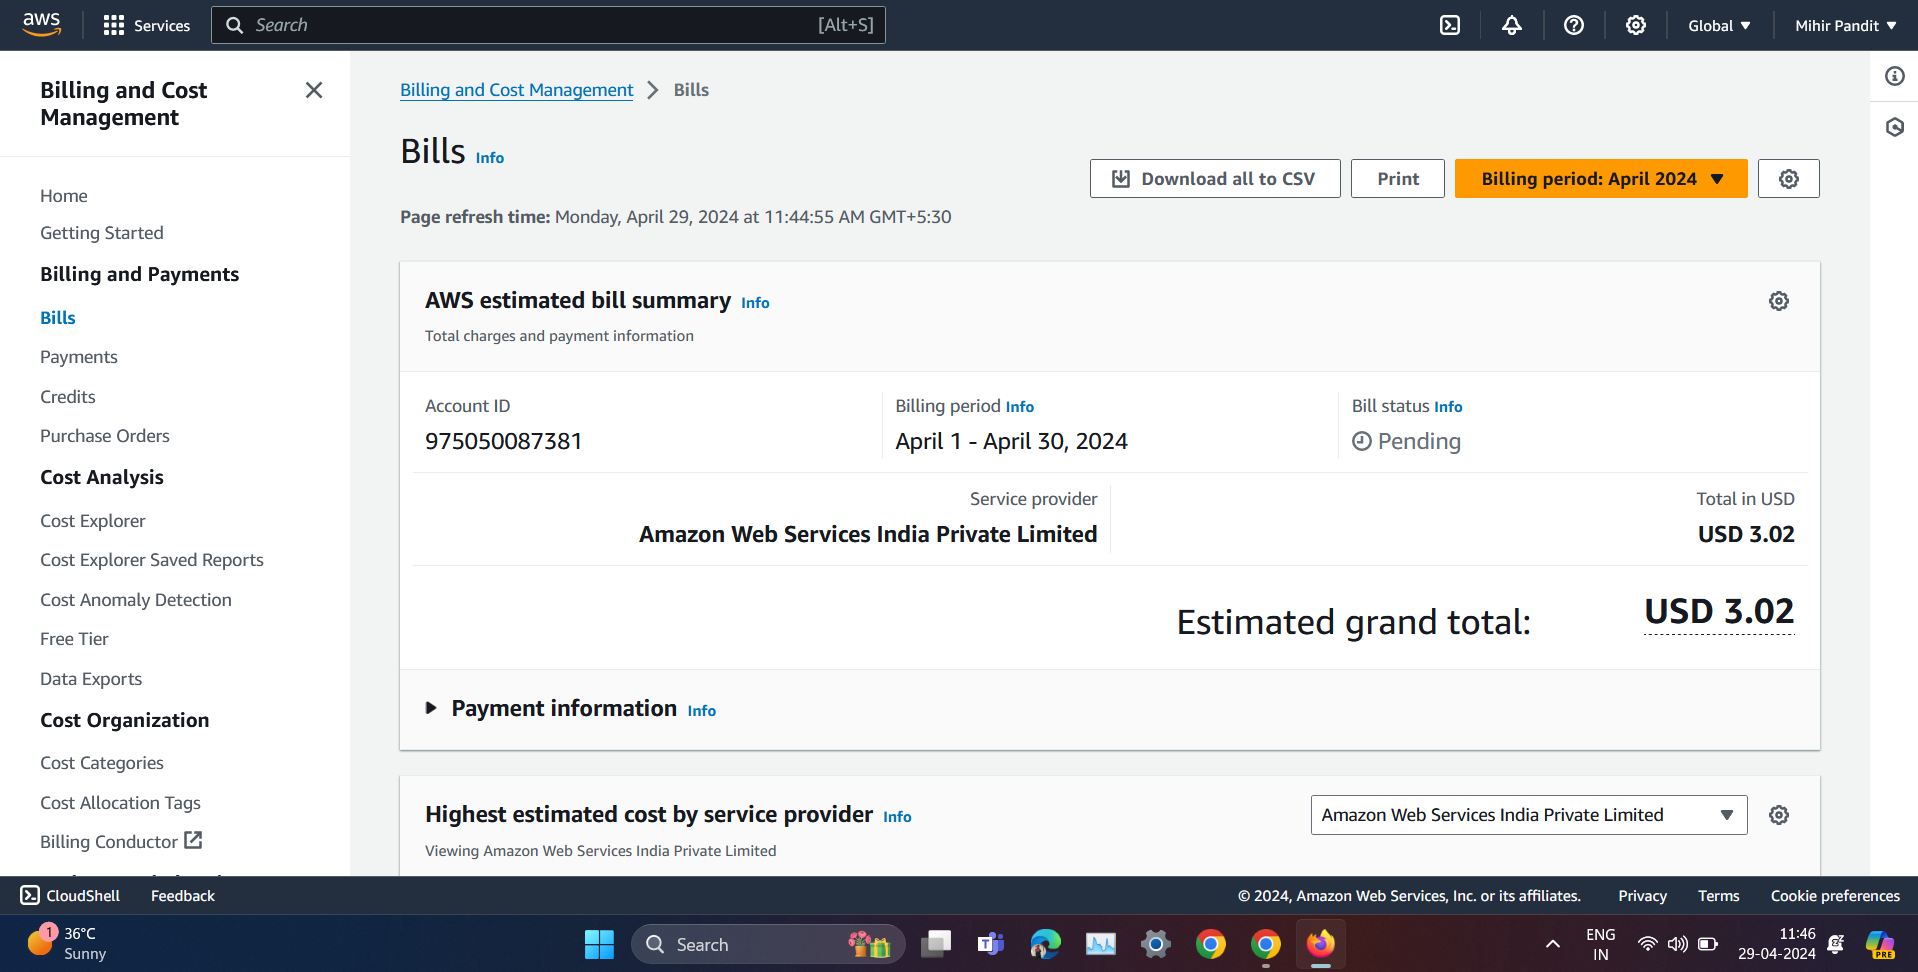 aws
Services
Search
[Alt+S]
Global
Mihir Pandit
Billing and Cost
Management
Home
Getting Started
Billing and Payments
Bills
Payments
Credits
Purchase Orders
Cost Analysis
Cost Explorer
Cost Explorer Saved Reports
Cost Anomaly Detection
Free Tier
Data Exports
Cost Organization
Cost Categories
Cost Allocation Tags
Billing Conductor
Billing and Cost Management > Bills
Bills Info
Download all to CSV
Print
Billing period: April 2024
Page refresh time: Monday, April 29, 2024 at 11:44:55 AM GMT+5:30
AWS estimated bill summary Info
Total charges and payment information
Account ID
975050087381
Billing period Info
April 1 - April 30, 2024
Bill status Info
Pending
Service provider
Amazon Web Services India Private Limited
Total in USD
USD 3.02
Estimated grand total:
USD 3.02
Payment information Info
Highest estimated cost by service provider Info
Viewing Amazon Web Services India Private Limited
Amazon Web Services India Private Limited
CloudShell
Feedback
© 2024, Amazon Web Services, Inc. or its affiliates.
Privacy
Terms
Cookie preferences
1
36°C
Sunny
Search
ENG
IN
11:46
29-04-2024
PRE